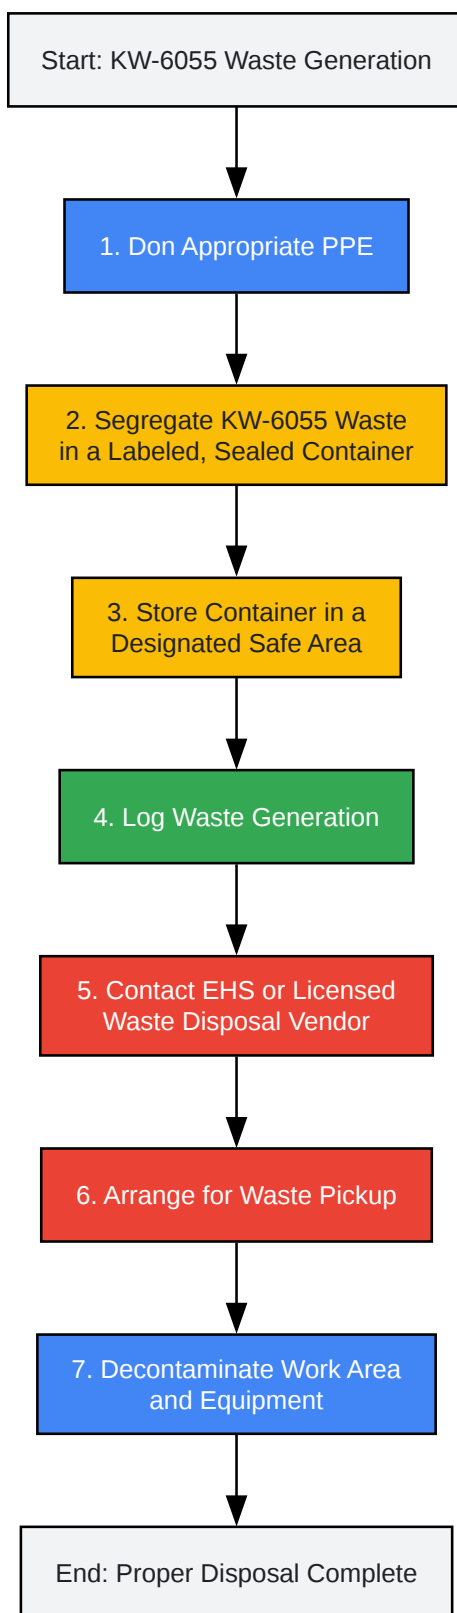 Start: KW-6055 Waste Generation
1. Don Appropriate PPE
2. Segregate KW-6055 Waste
in a Labeled, Sealed Container
3. Store Container in a
Designated Safe Area
4. Log Waste Generation
5. Contact EHS or Licensed
Waste Disposal Vendor
6. Arrange for Waste Pickup
7. Decontaminate Work Area
and Equipment
End: Proper Disposal Complete